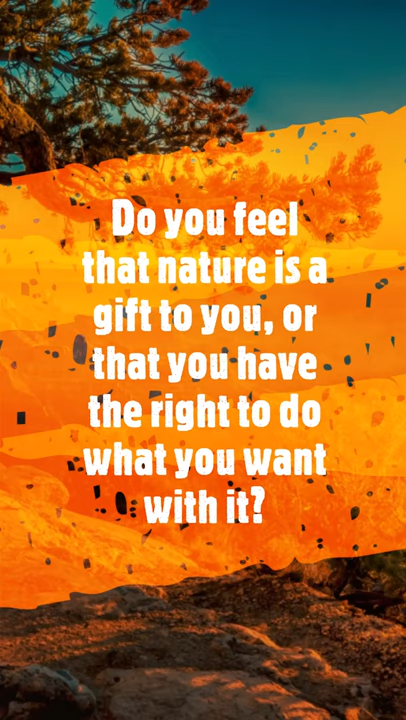 Do you feel
that nature is a
gift to you, or
that you have
the right to do
what you want
with it?